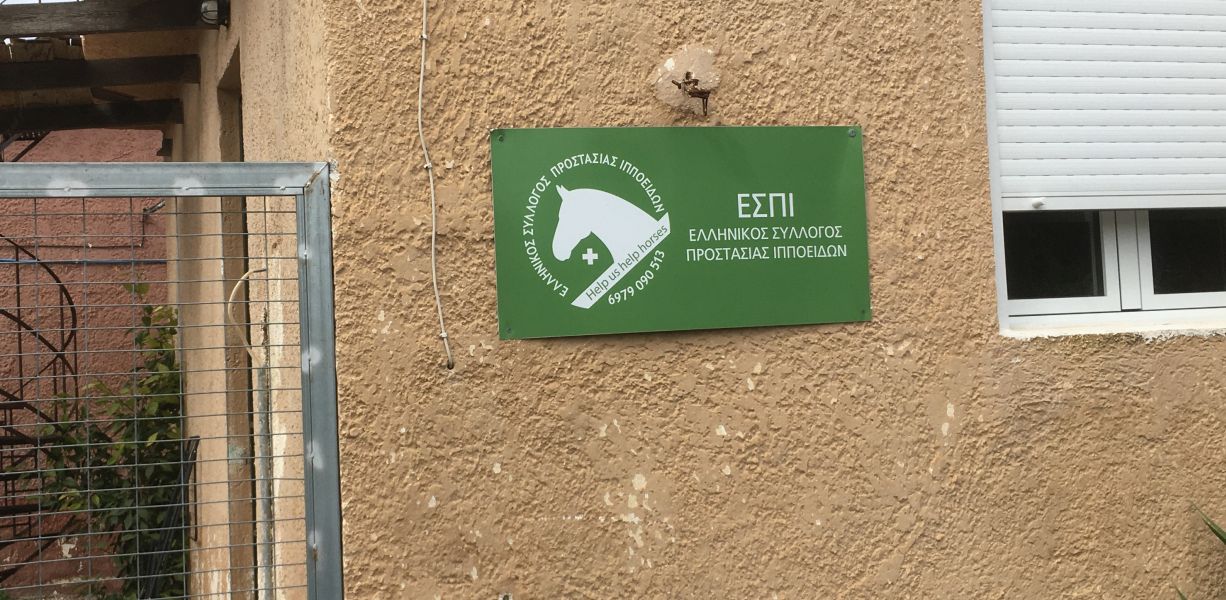 ΕΛΛΗΝΙΚΟΣ ΣΥΛΛΟΓΟΣ ΠΡΟΣΤΑΣΙΑΣ ΙΠΠΟΕΙΔΩΝ
Help us help horses
6979 090 513
ΕΣΠΙ
ΕΛΛΗΝΙΚΟΣ ΣΥΛΛΟΓΟΣ
ΠΡΟΣΤΑΣΙΑΣ ΙΠΠΟΕΙΔΩΝ